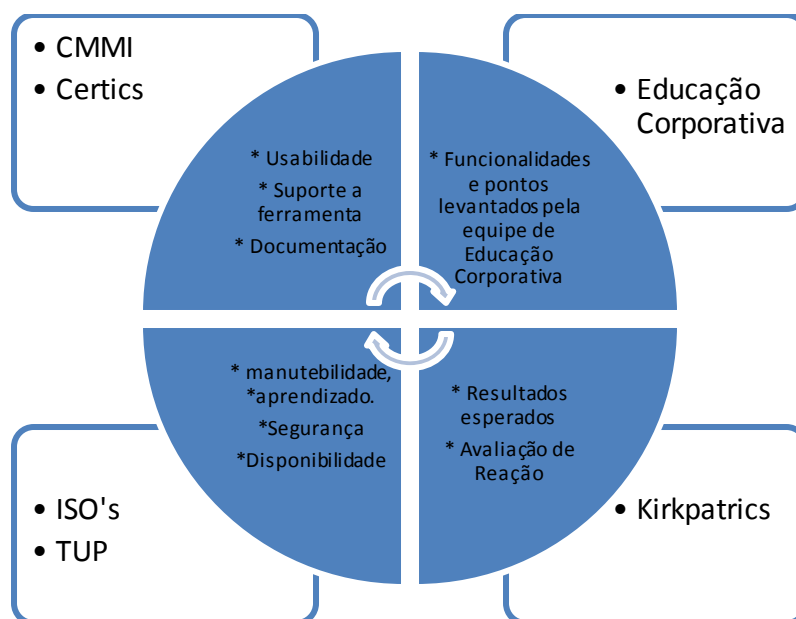 • CMMI
• Certics
• Educação
Corporativa
* Usabilidade
* Suporte a
ferramenta
* Documentação
* Funcionalidades
e pontos
levantados pela
equipe de
Educação
Corporativa
* manutebilidade,
*aprendizado.
*Segurança
*Disponibilidade
* Resultados
esperados
* Avaliação de
Reação
• ISO's
• TUP
• Kirkpatrics